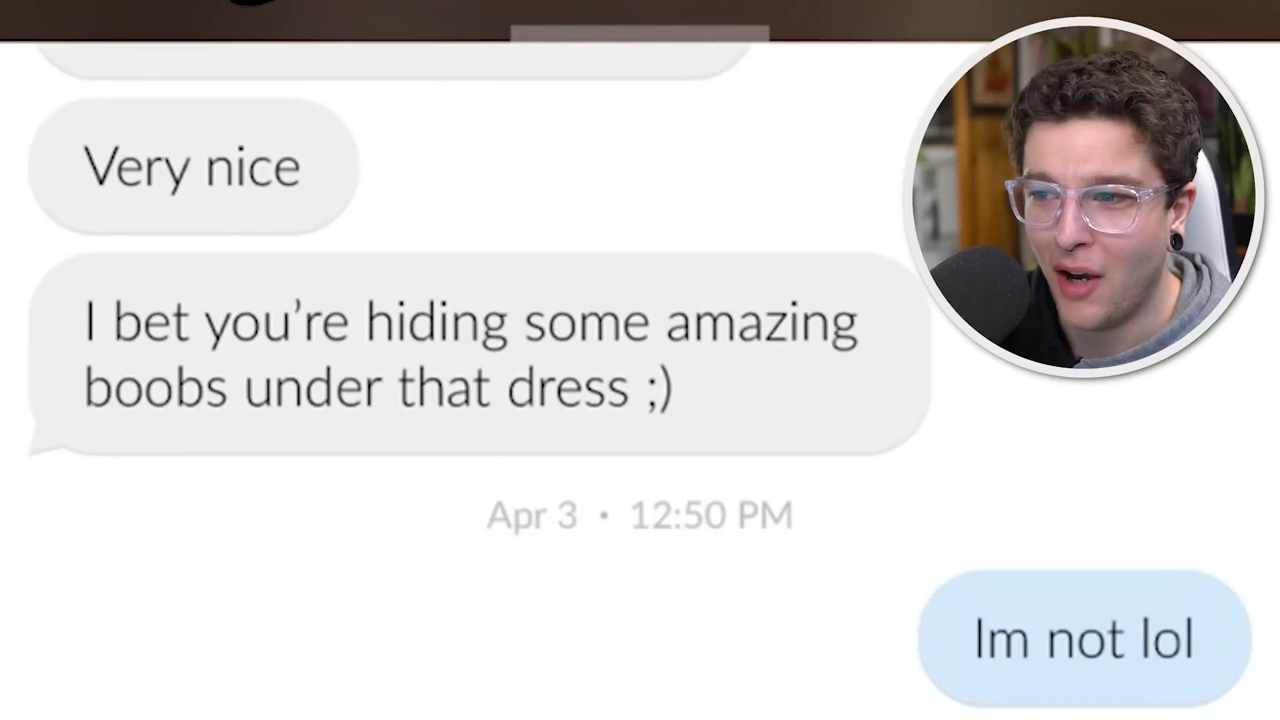 Very nice
I bet you’re hiding some amazing
boobs under that dress ;)
Apr 3 • 12:50 PM
Im not lol